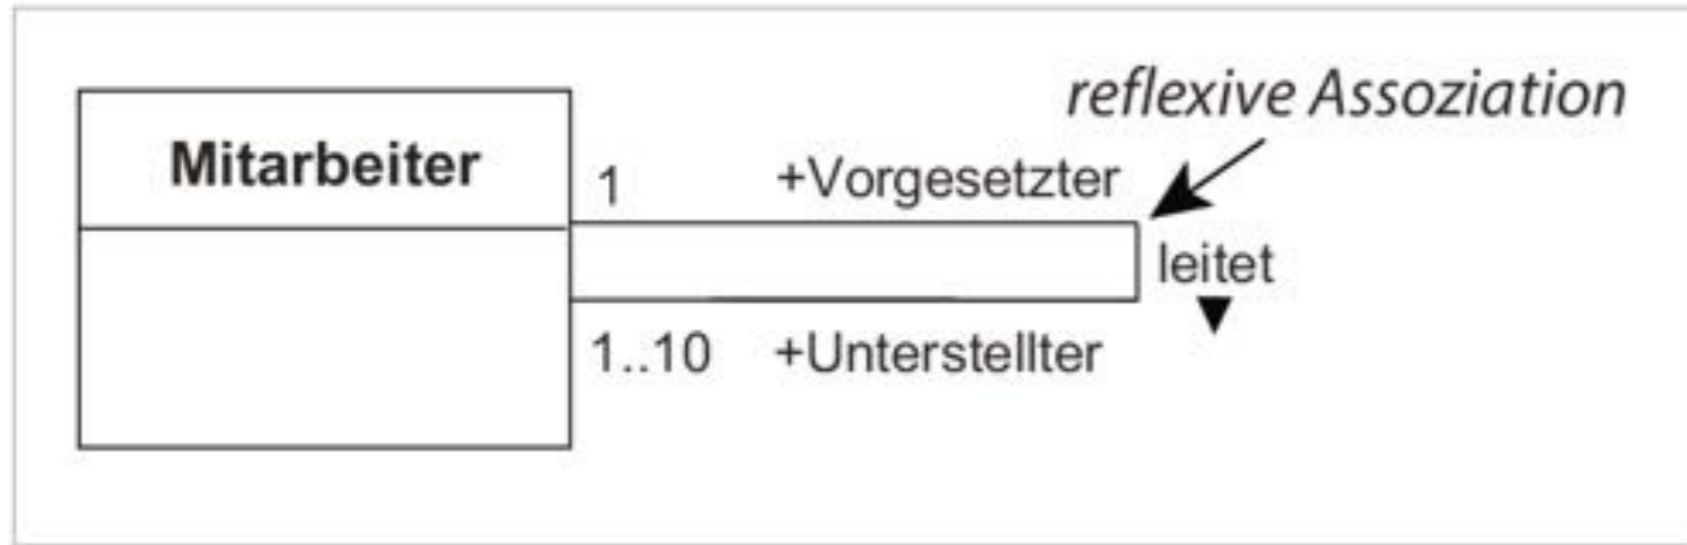 reflexive Assoziation
Mitarbeiter
1 +Vorgesetzter
leitet
1..10 +Unterstellter